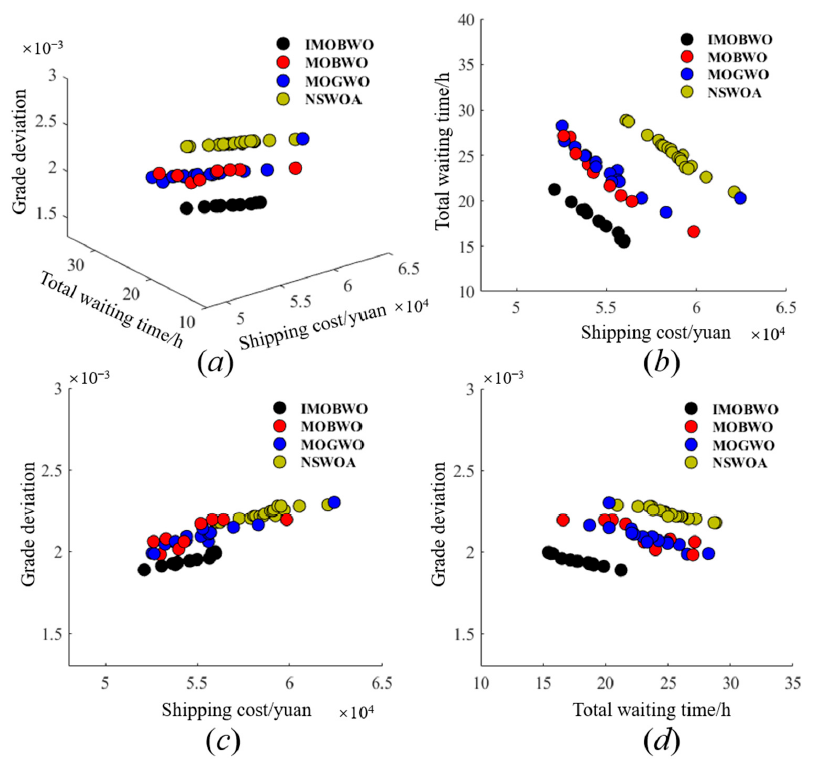 ×10⁻³
3
2.5
2
1.5
Grade deviation
IMOBWO
MOBWO
MOGWO
NSWOA
30
20
10
Total waiting time/h
5
5.5
6
6.5
Shipping cost/yuan ×10⁴
(a)
40
35
30
25
20
15
10
Total waiting time/h
IMOBWO
MOBWO
MOGWO
NSWOA
5
5.5
6
6.5
Shipping cost/yuan ×10⁴
(b)
×10⁻³
3
2.5
2
1.5
Grade deviation
IMOBWO
MOBWO
MOGWO
NSWOA
5
5.5
6
6.5
Shipping cost/yuan ×10⁴
(c)
×10⁻³
3
2.5
2
1.5
Grade deviation
IMOBWO
MOBWO
MOGWO
NSWOA
10
15
20
25
30
35
Total waiting time/h
(d)